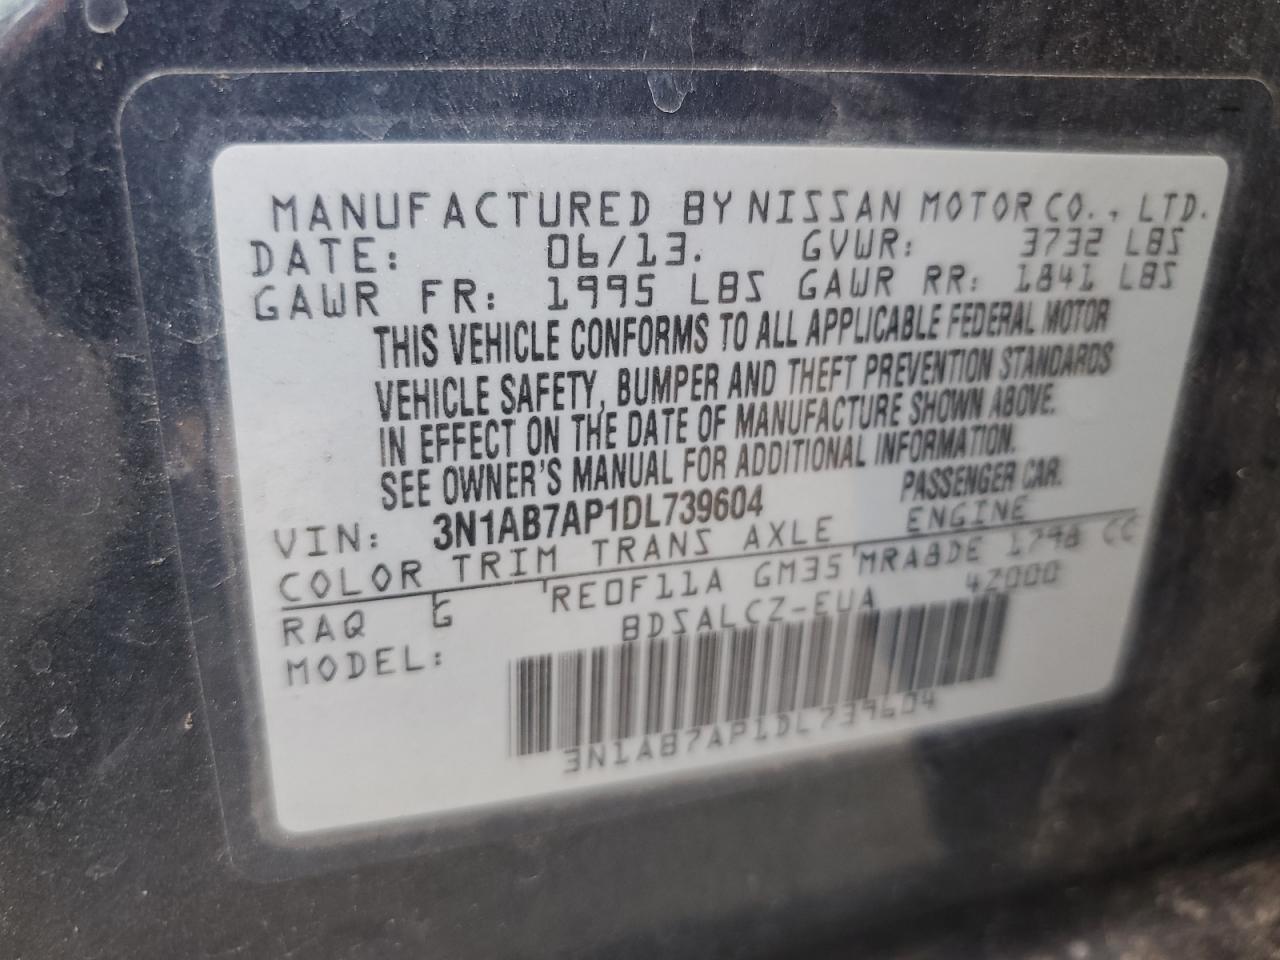 MANUFACTURED BY NISSAN MOTOR CO., LTD.
DATE: 06/13. GVWR: 3732 LBS
GAWR FR: 1995 LBS GAWR RR: 1841 LBS
THIS VEHICLE CONFORMS TO ALL APPLICABLE FEDERAL MOTOR
VEHICLE SAFETY, BUMPER AND THEFT PREVENTION STANDARDS
IN EFFECT ON THE DATE OF MANUFACTURE SHOWN ABOVE.
SEE OWNER'S MANUAL FOR ADDITIONAL INFORMATION.
VIN: 3N1AB7AP1DL739604 PASSENGER CAR.
COLOR TRIM TRANS AXLE ENGINE
RAQ G RE0F11A GM35 MRA8DE 1798 CC
MODEL: BDSALCZ-EUA 42000
3N1AB7AP1DL739604